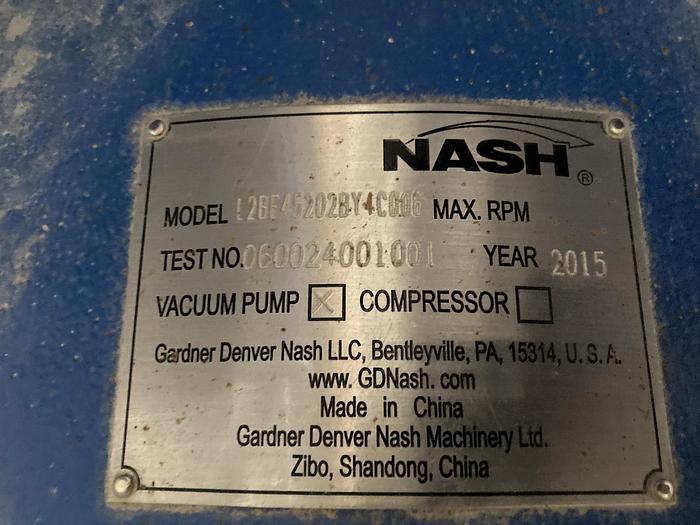 NASH®
MODEL MAX. RPM
TEST NO. 060024001001 YEAR 2015
VACUUM PUMP X COMPRESSOR
Gardner Denver Nash LLC, Bentleyville, PA, 15314, U.S.A.
www.GDNash.com
Made in China
Gardner Denver Nash Machinery Ltd.
Zibo, Shandong, China